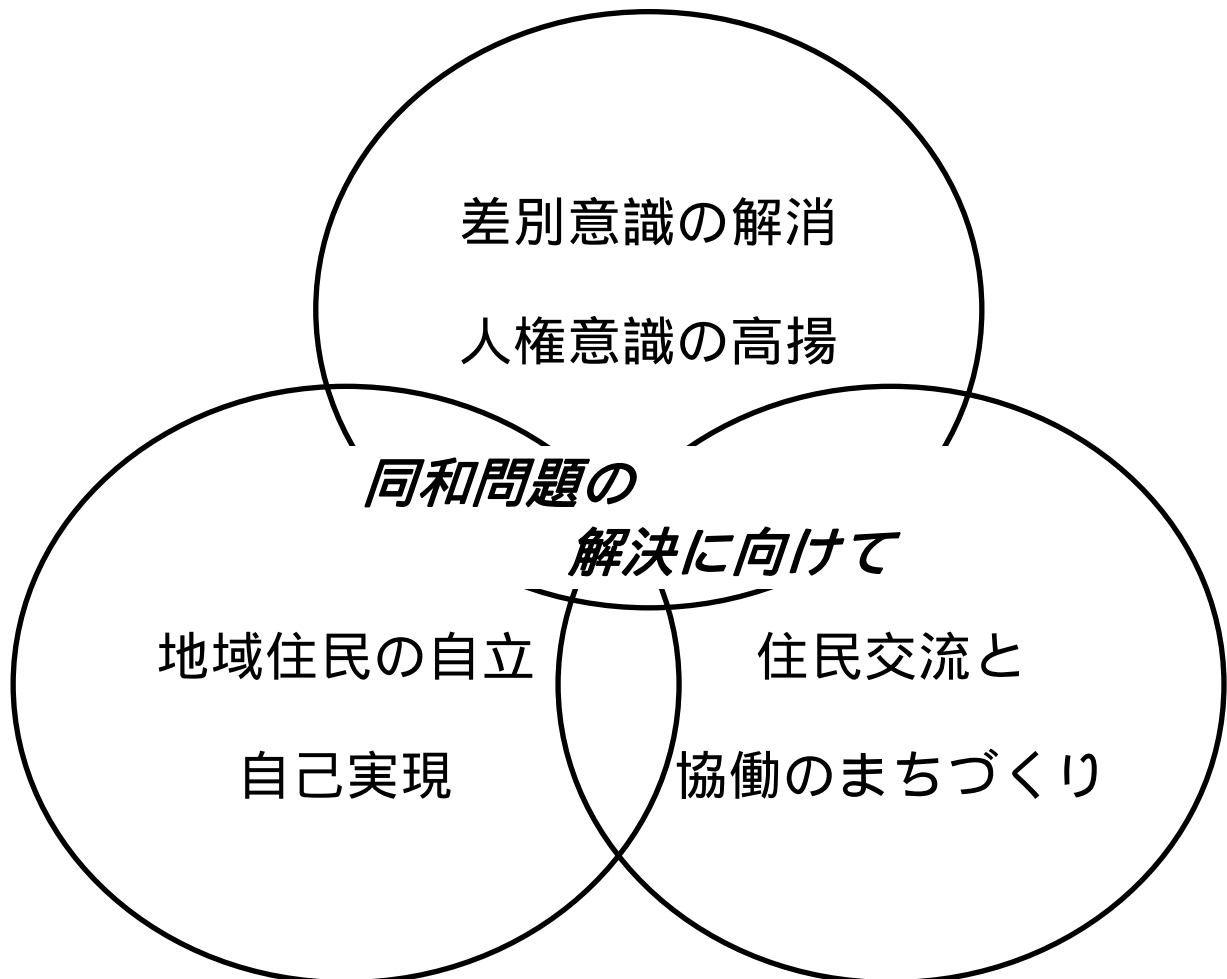 差別意識の解消
人権意識の高揚
同和問題の
解決に向けて
地域住民の自立
自己実現
住民交流と
協働のまちづくり